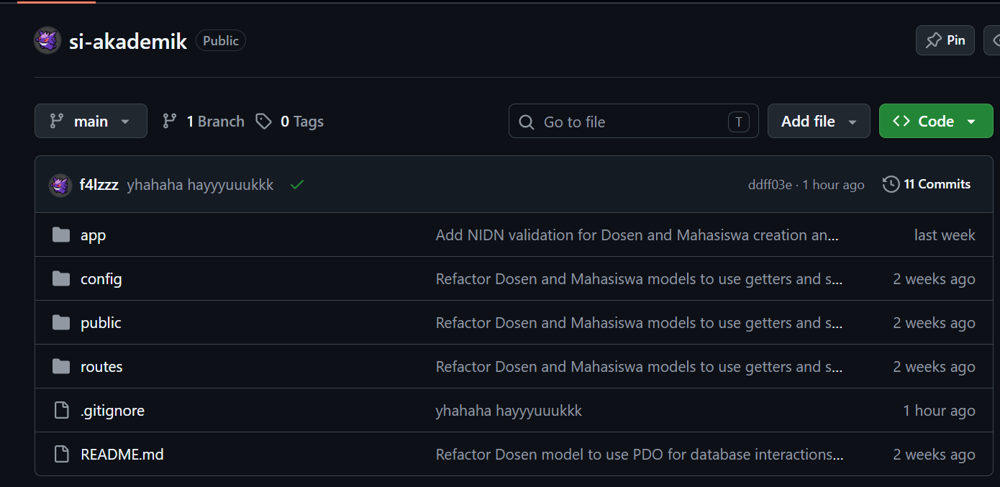 si-akademik Public Pin
main 1 Branch 0 Tags Go to file T Add file Code
f4lzzz yhahaha hayyyuuukkk ddff03e · 1 hour ago 11 Commits
app Add NIDN validation for Dosen and Mahasiswa creation an... last week
config Refactor Dosen and Mahasiswa models to use getters and s... 2 weeks ago
public Refactor Dosen and Mahasiswa models to use getters and s... 2 weeks ago
routes Refactor Dosen and Mahasiswa models to use getters and s... 2 weeks ago
.gitignore yhahaha hayyyuuukkk 1 hour ago
README.md Refactor Dosen model to use PDO for database interactions... 2 weeks ago